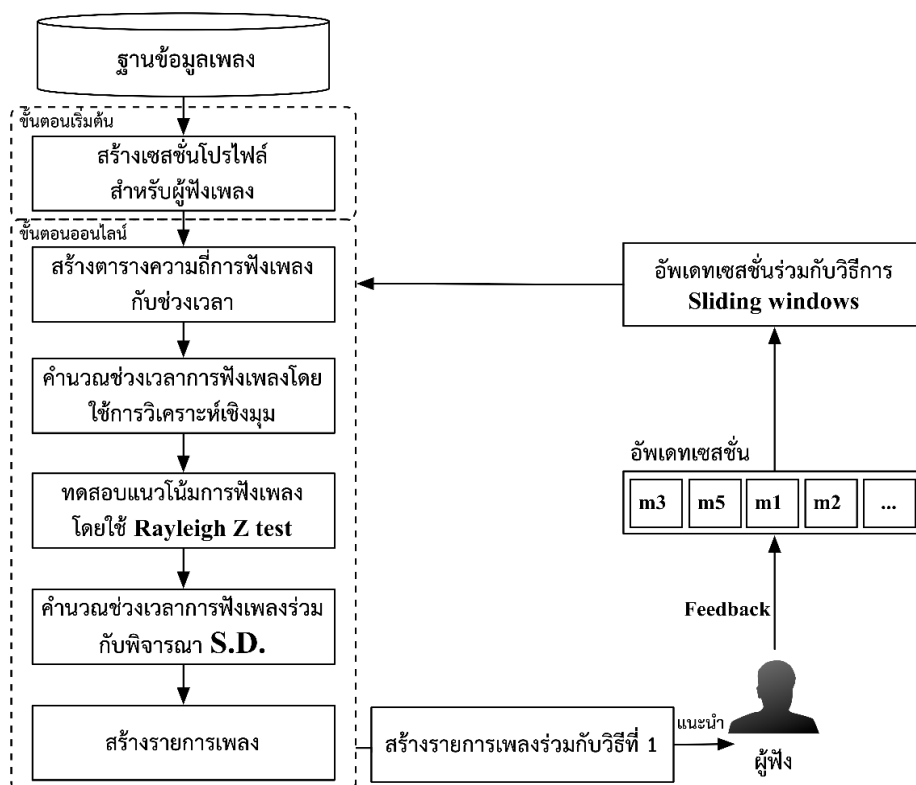 ฐานข้อมูลเพลง
ขั้นตอนเริ่มต้น
สร้างเซสชั่นโปรไฟล์
สำหรับผู้ฟังเพลง
ขั้นตอนออนไลน์
สร้างตารางความถี่การฟังเพลง
กับช่วงเวลา
คำนวณช่วงเวลาการฟังเพลงโดย
ใช้การวิเคราะห์เชิงมุม
ทดสอบแนวโน้มการฟังเพลง
โดยใช้ Rayleigh Z test
คำนวณช่วงเวลาการฟังเพลงร่วม
กับพิจารณา S.D.
สร้างรายการเพลง
สร้างรายการเพลงร่วมกับวิธีที่ 1
แนะนำ
ผู้ฟัง
Feedback
อัพเดทเซสชั่น
m3 m5 m1 m2 ...
อัพเดทเซสชั่นร่วมกับวิธีการ
Sliding windows